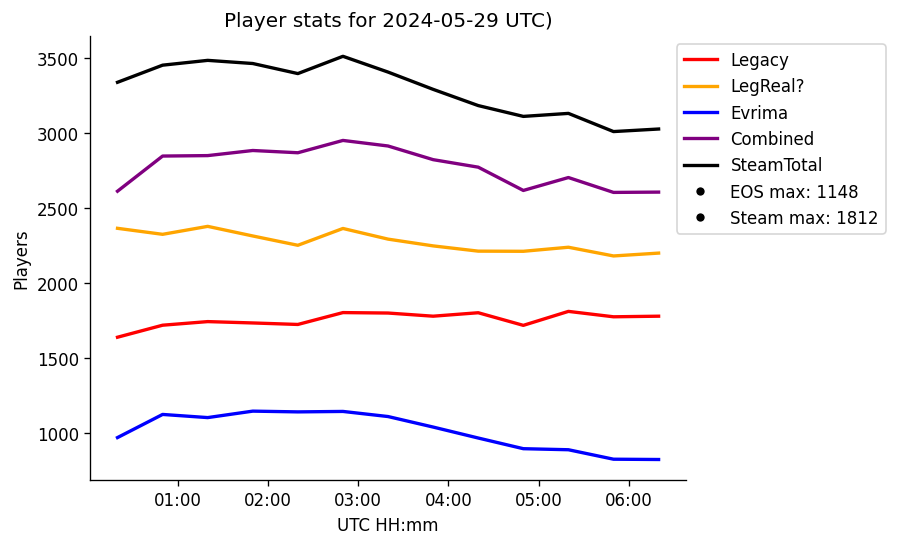 Player stats for 2024-05-29 UTC)
Legacy
LegReal?
Evrima
Combined
SteamTotal
EOS max: 1148
Steam max: 1812
Players
3500
3000
2500
2000
1500
1000
01:00 02:00 03:00 04:00 05:00 06:00
UTC HH:mm